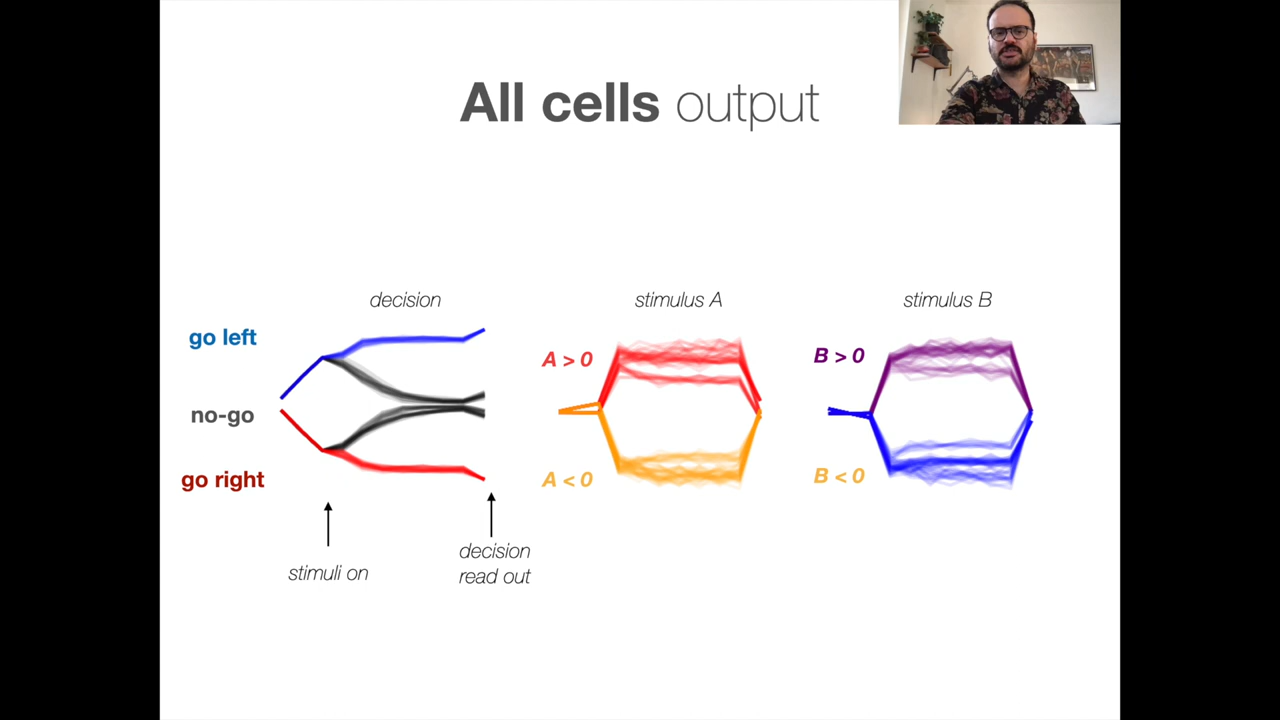 All cells output
decision
stimulus A
stimulus B
go left
no-go
go right
A > 0
A < 0
B > 0
B < 0
stimuli on
decision
read out